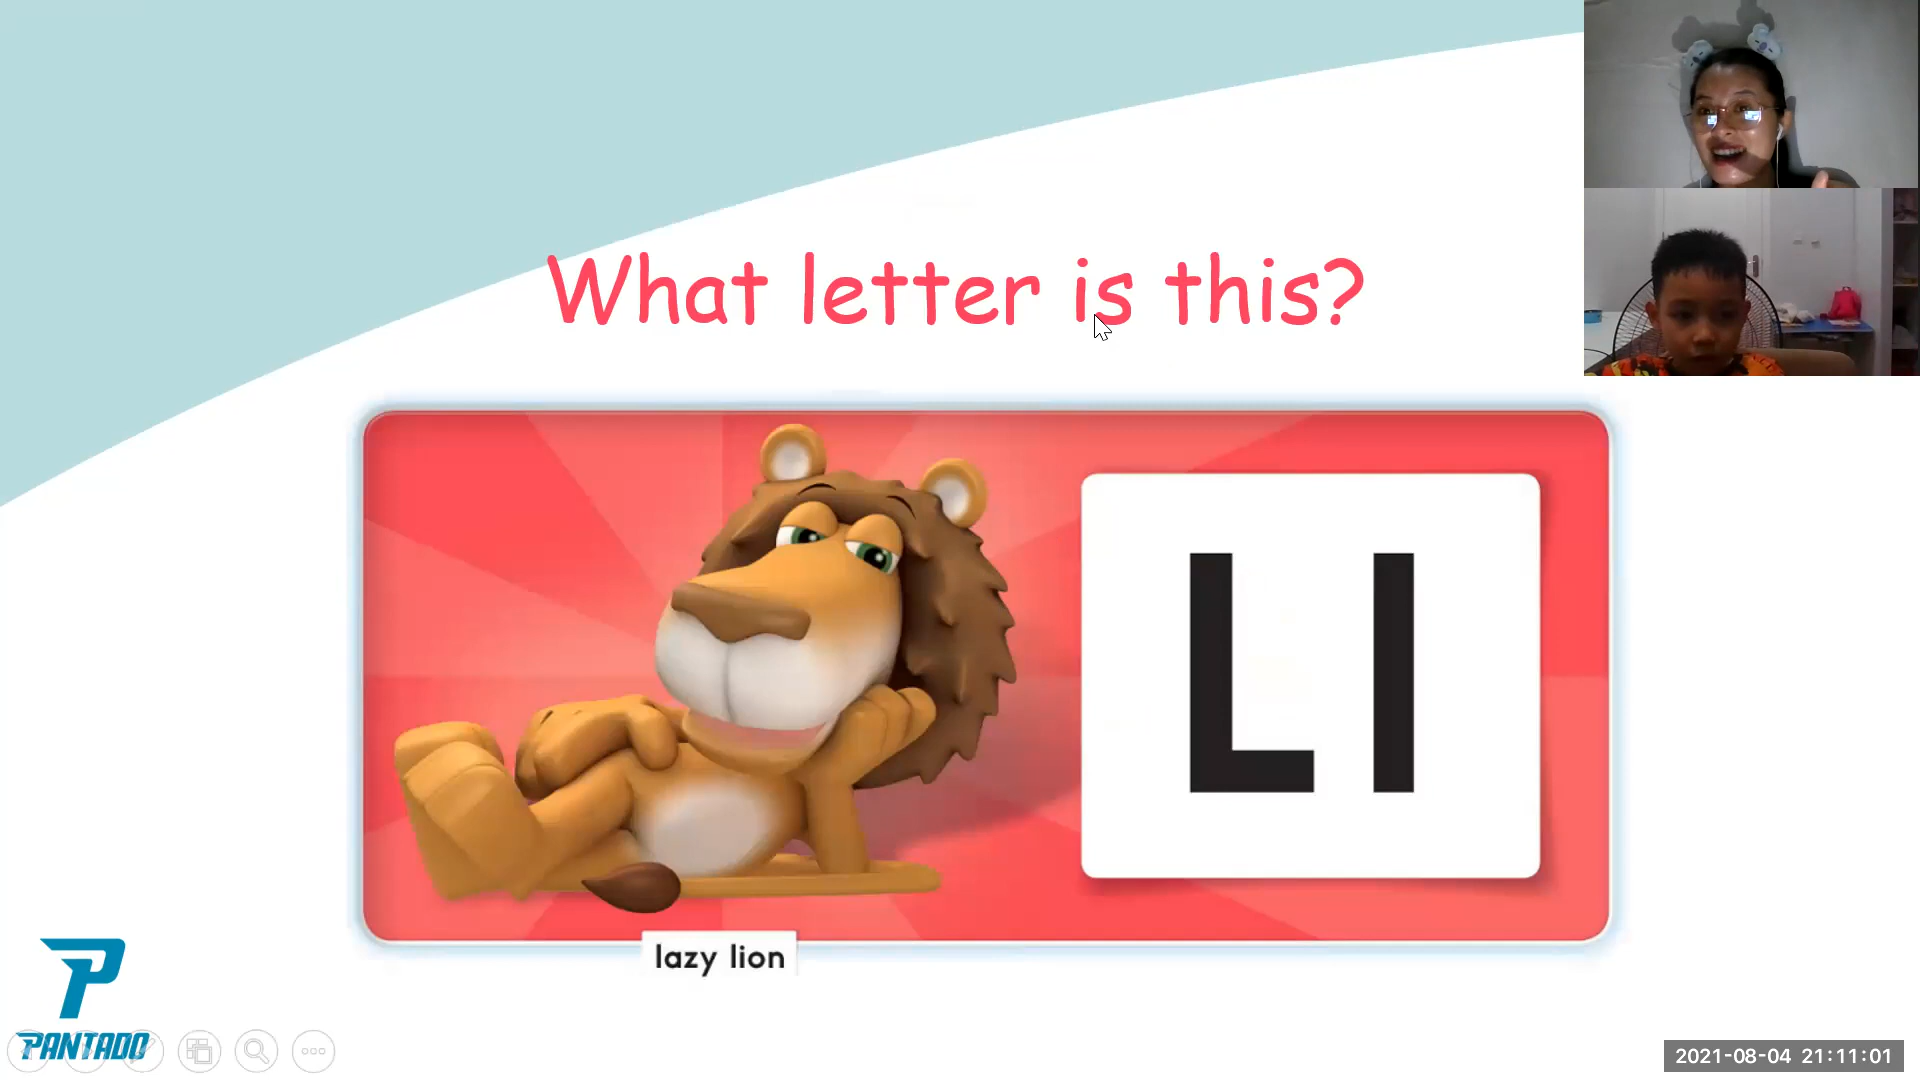 What letter is this?
Ll
lazy lion
PANTADO
2021-08-04 21:11:01